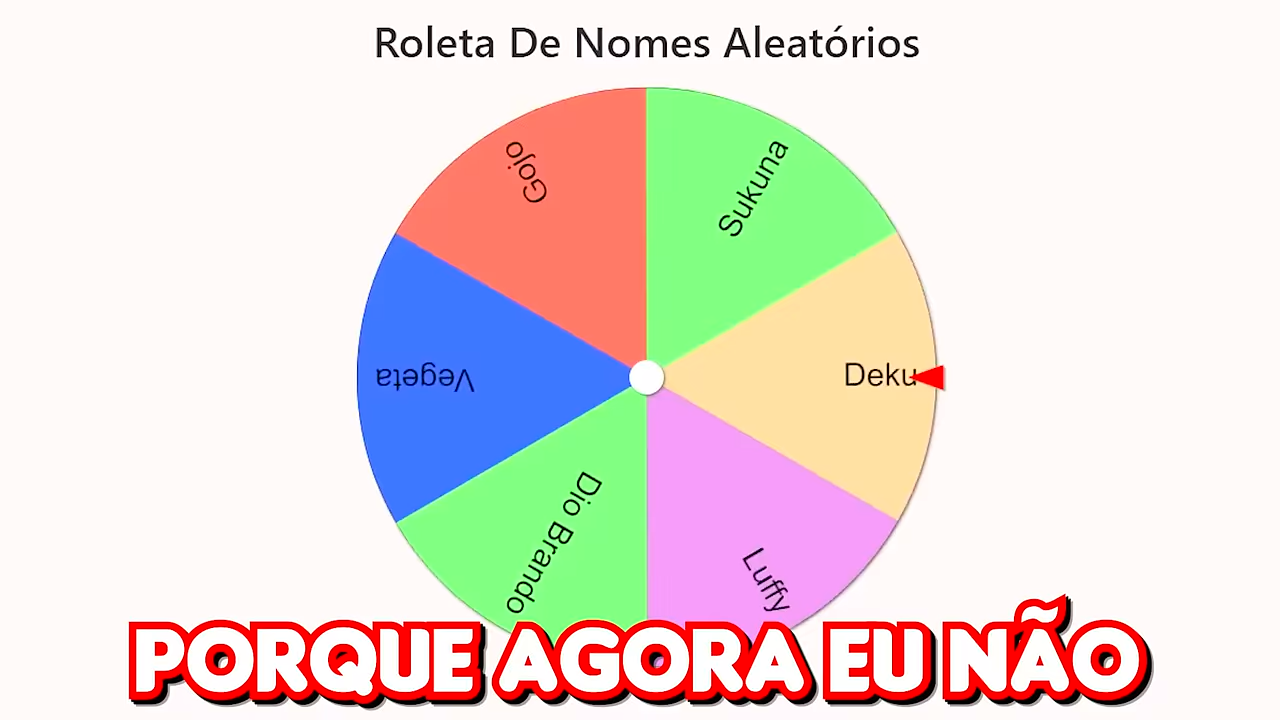 Roleta De Nomes Aleatórios
Gojo
Sukuna
Vegeta
Deku
Dio Brando
Luffy
PORQUE AGORA EU NÃO